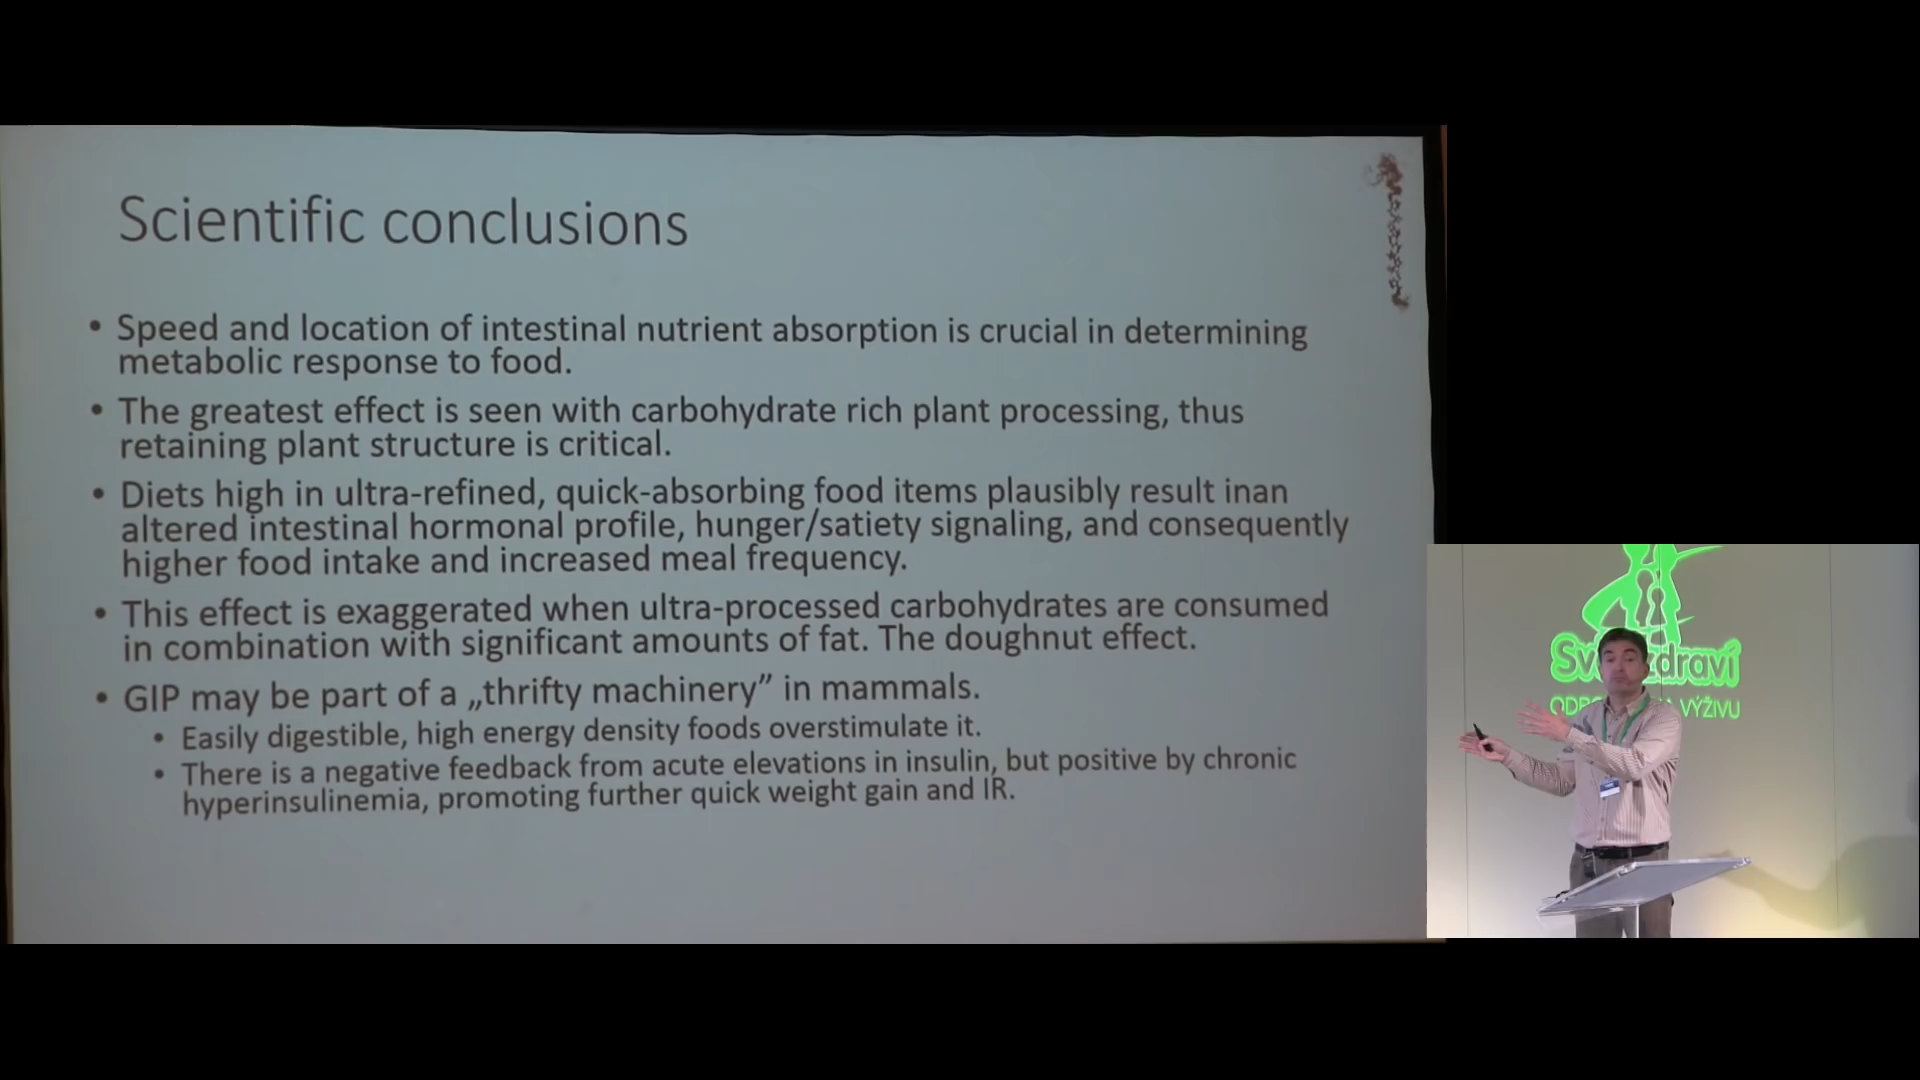 Scientific conclusions
• Speed and location of intestinal nutrient absorption is crucial in determining
metabolic response to food.
• The greatest effect is seen with carbohydrate rich plant processing, thus
retaining plant structure is critical.
• Diets high in ultra-refined, quick-absorbing food items plausibly result inan
altered intestinal hormonal profile, hunger/satiety signaling, and consequently
higher food intake and increased meal frequency.
• This effect is exaggerated when ultra-processed carbohydrates are consumed
in combination with significant amounts of fat. The doughnut effect.
• GIP may be part of a „thrifty machinery” in mammals.
• Easily digestible, high energy density foods overstimulate it.
• There is a negative feedback from acute elevations in insulin, but positive by chronic
hyperinsulinemia, promoting further quick weight gain and IR.
zdraví
VÝŽIVU